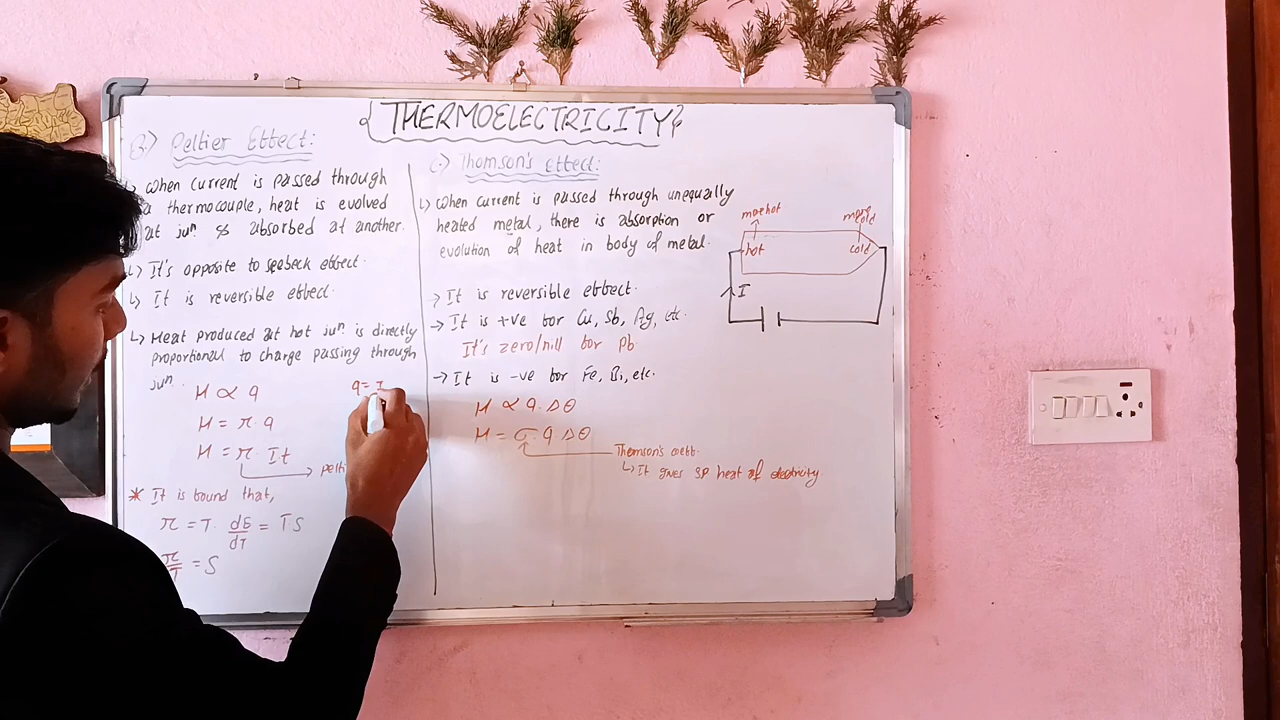 THERMOELECTRICITY
B) Peltier Effect:
↳ When current is passed through
a thermocouple, heat is evolved
at juⁿ & absorbed at another.
↳ It's opposite to seebeck effect.
↳ It is reversible effect.
↳ Heat produced at hot juⁿ is directly
proportional to charge passing through
juⁿ.
H ∝ q
q = I
H = π. q
H = π. It
pelti
* It is found that,
π = T. dE/dT = TS
π/T = S
C) Thomson's effect:
↳ When current is passed through unequally
heated metal, there is absorption or
evolution of heat in body of metal.
→ It is reversible effect.
→ It is +ve for Cu, Sb, Ag, etc.
It's zero/nill for Pb
→ It is -ve for Fe, Bi, etc.
H ∝ q. Δθ
H = σ. q Δθ
Thomson's coeff.
↳ It gives sp heat of electricity
more hot
more cold
hot
cold
I